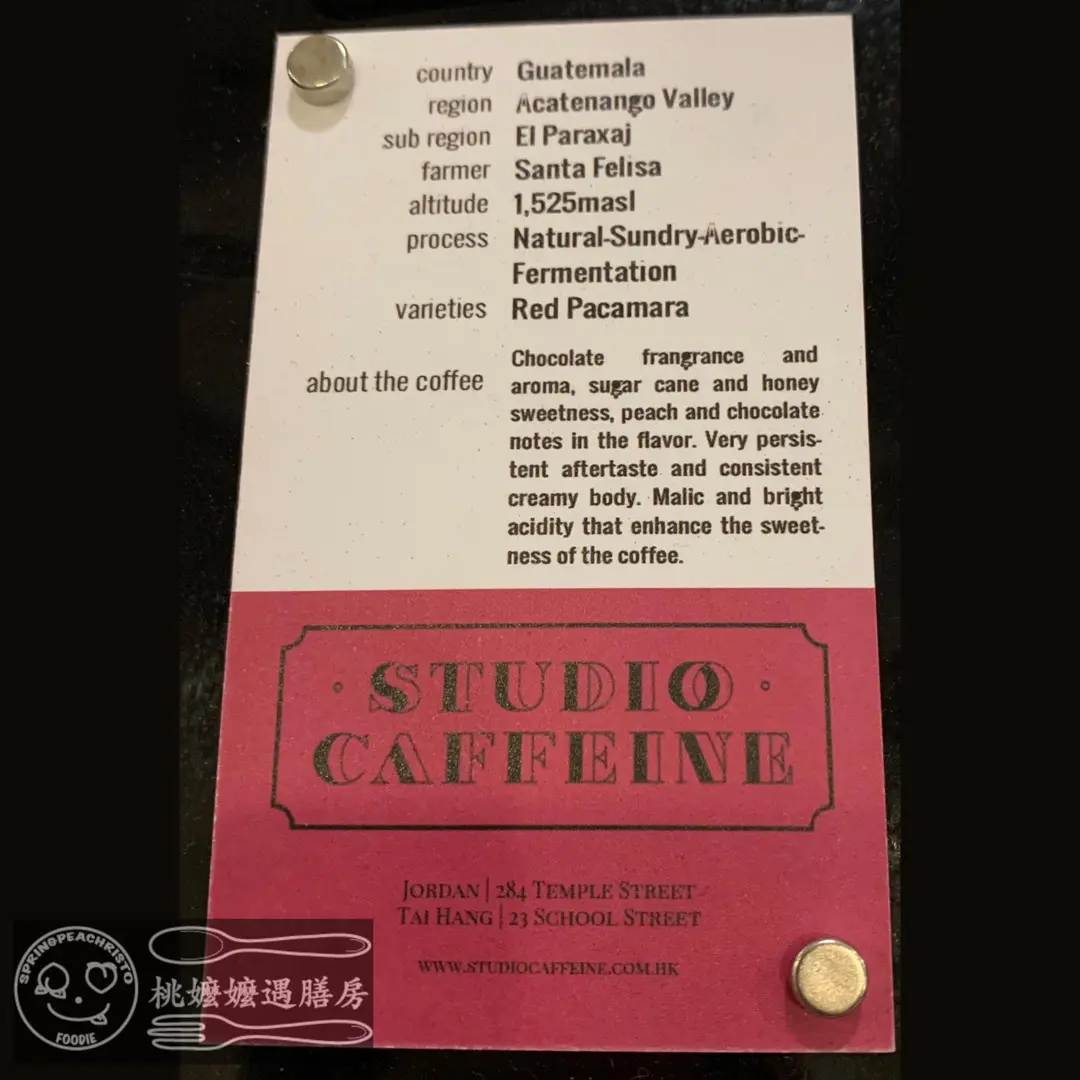 country Guatemala
region Acatenango Valley
sub region El Paraxaj
farmer Santa Felisa
altitude 1,525masl
process Natural-Sundry-Aerobic-
Fermentation
varieties Red Pacamara
about the coffee
Chocolate frangrance and
aroma, sugar cane and honey
sweetness, peach and chocolate
notes in the flavor. Very persis-
tent aftertaste and consistent
creamy body. Malic and bright
acidity that enhance the sweet-
ness of the coffee.
· STUDIO ·
CAFFEINE
JORDAN | 284 TEMPLE STREET
TAI HANG | 23 SCHOOL STREET
WWW.STUDIOCAFFEINE.COM.HK
SPRINGPEACHRISTO
FOODIE
桃嬤嬤遇膳房